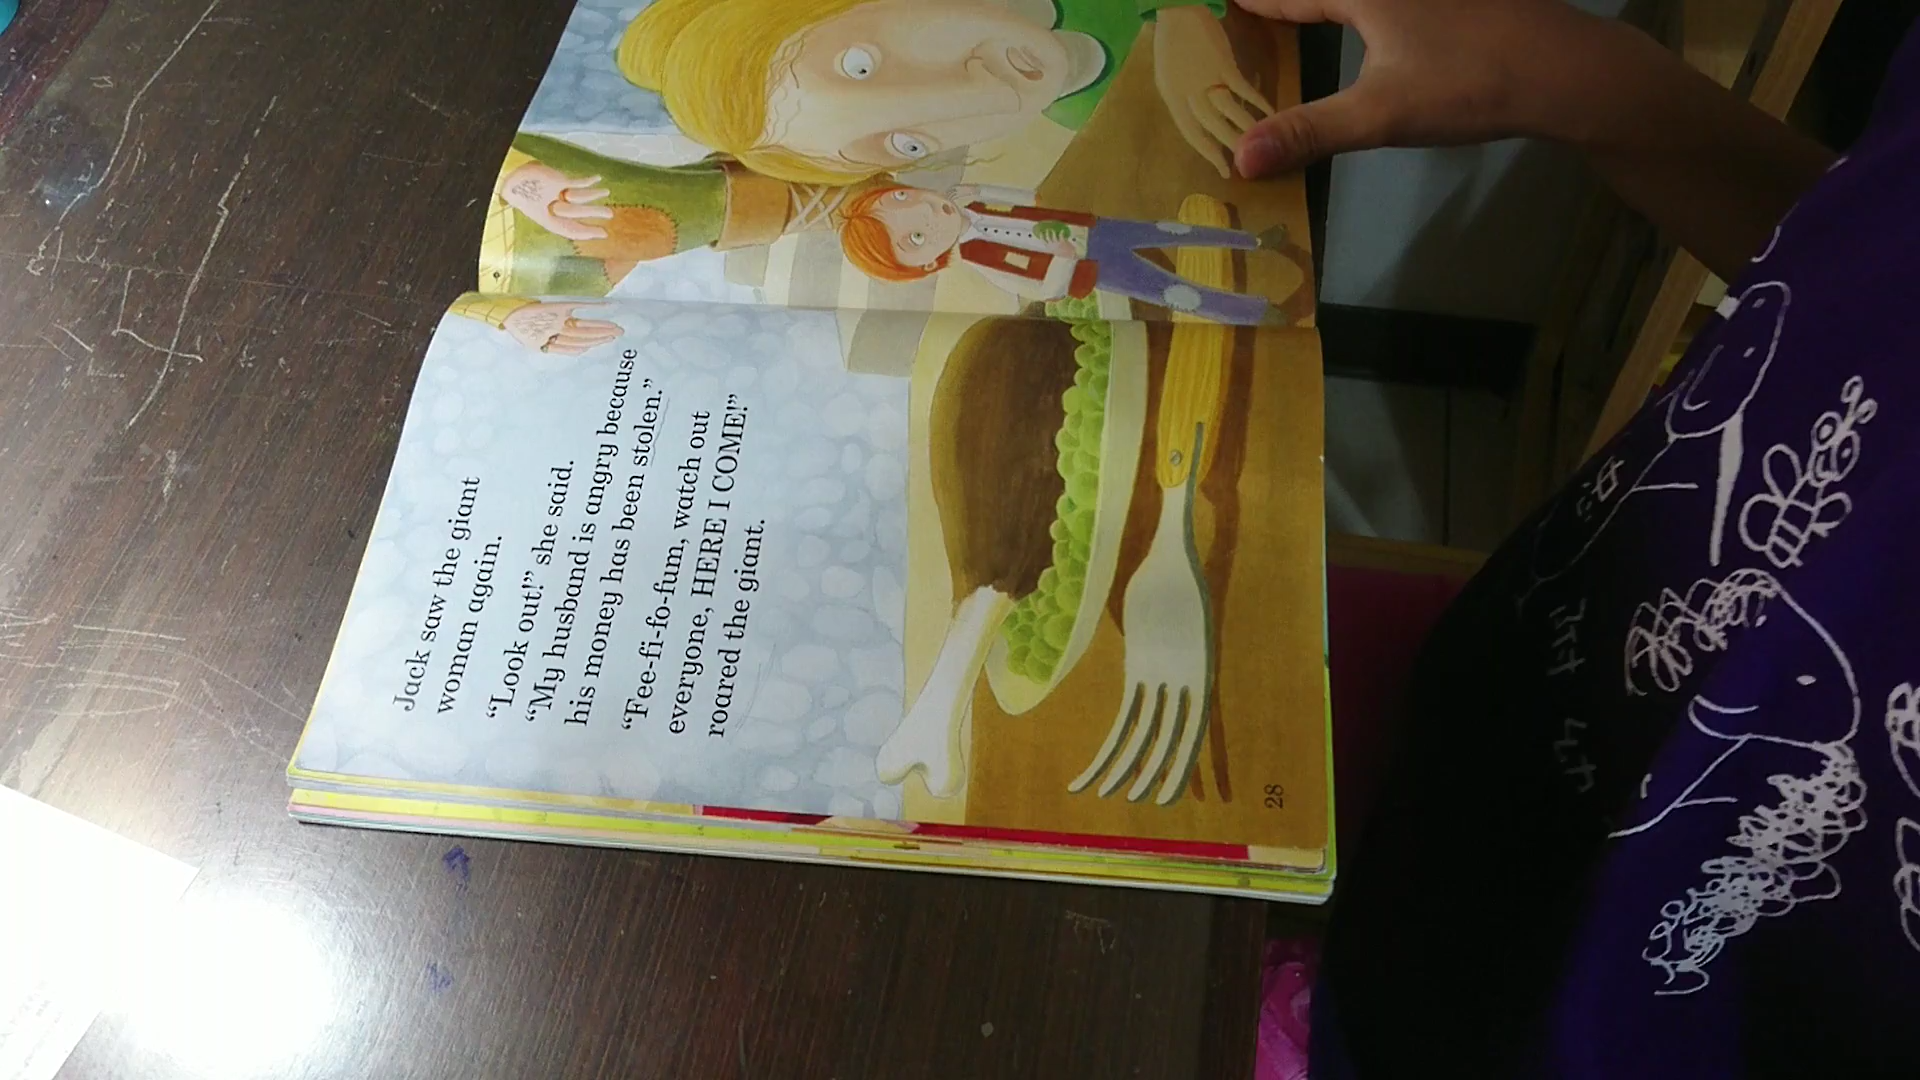 Jack saw the giant
woman again.
“Look out!” she said.
“My husband is angry because
his money has been stolen.”
“Fee-fi-fo-fum, watch out
everyone, HERE I COME!”
roared the giant.
28